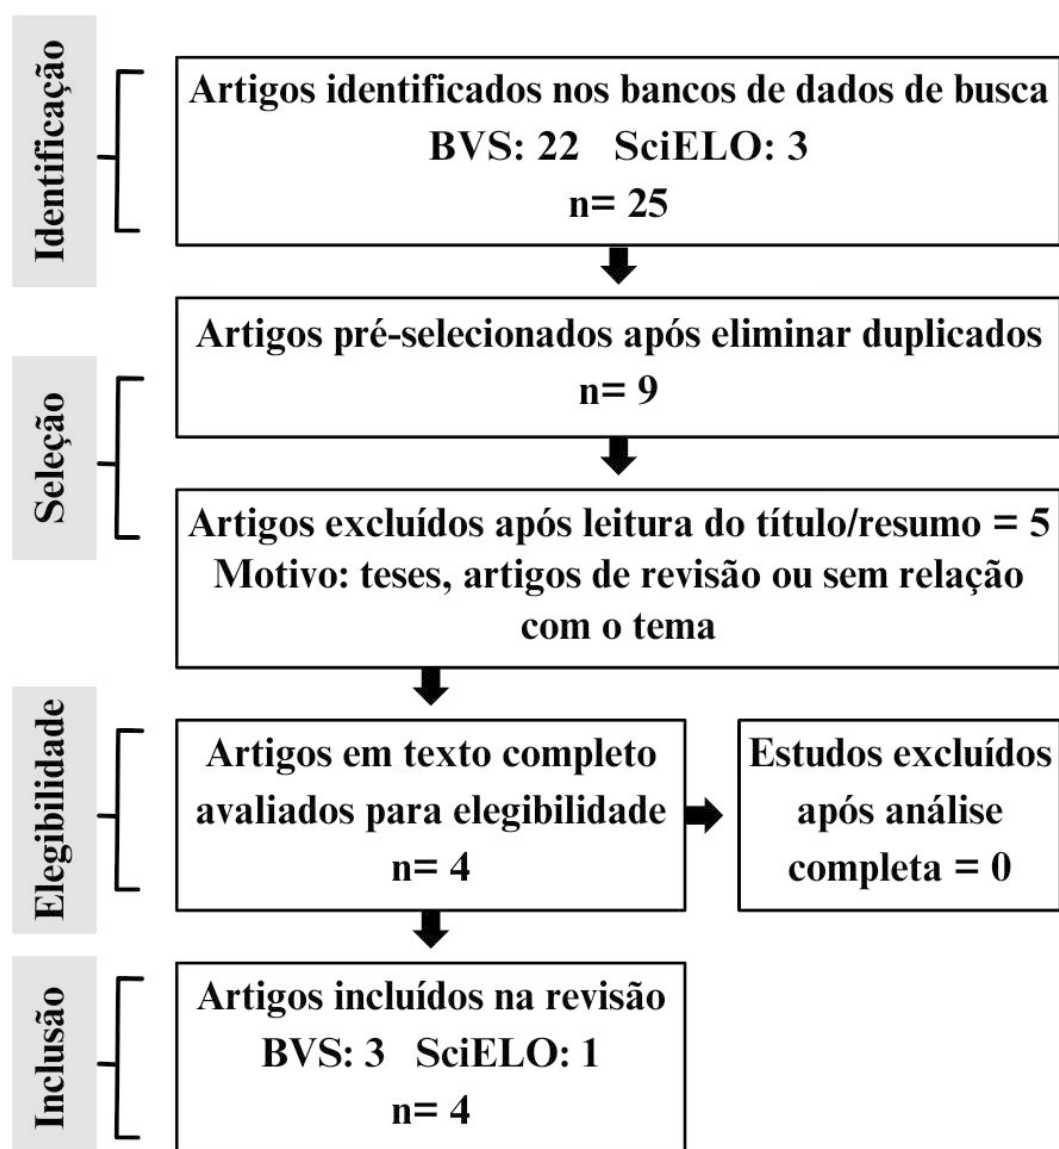 Identificação
Artigos identificados nos bancos de dados de busca
BVS: 22 SciELO: 3
n= 25
Seleção
Artigos pré-selecionados após eliminar duplicados
n= 9
Artigos excluídos após leitura do título/resumo = 5
Motivo: teses, artigos de revisão ou sem relação
com o tema
Elegibilidade
Artigos em texto completo
avaliados para elegibilidade
n= 4
Estudos excluídos
após análise
completa = 0
Inclusão
Artigos incluídos na revisão
BVS: 3 SciELO: 1
n= 4